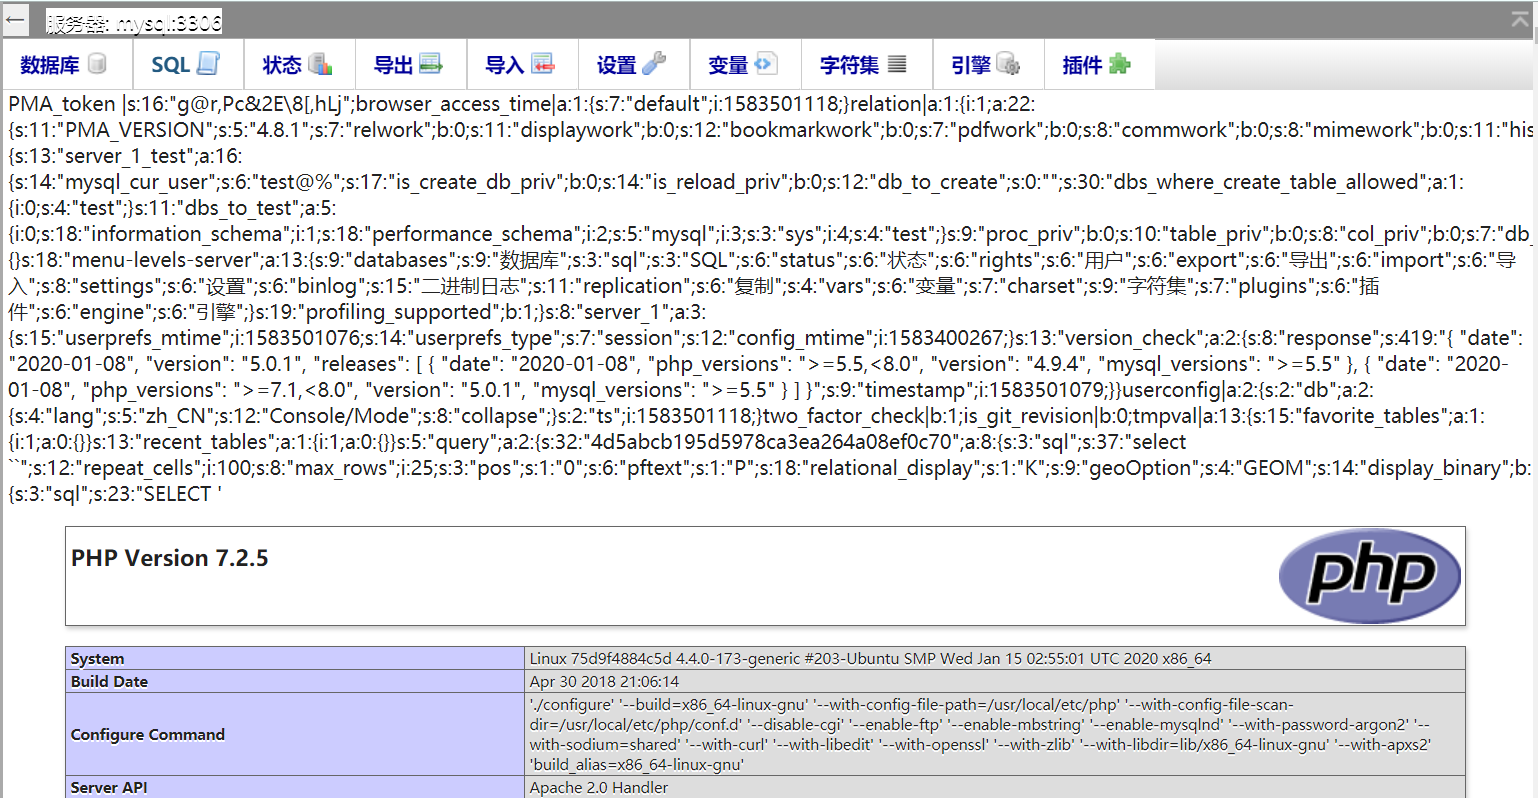 服务器: mysql:3306
数据库 SQL 状态 导出 导入 设置 变量 字符集 引擎 插件
PMA_token |s:16:"g@r,Pc&2E\8[,hLj";browser_access_time|a:1:{s:7:"default";i:1583501118;}relation|a:1:{i:1;a:22:
{s:11:"PMA_VERSION";s:5:"4.8.1";s:7:"relwork";b:0;s:11:"displaywork";b:0;s:12:"bookmarkwork";b:0;s:7:"pdfwork";b:0;s:8:"commwork";b:0;s:8:"mimework";b:0;s:11:"his
{s:13:"server_1_test";a:16:
{s:14:"mysql_cur_user";s:6:"test@%";s:17:"is_create_db_priv";b:0;s:14:"is_reload_priv";b:0;s:12:"db_to_create";s:0:"";s:30:"dbs_where_create_table_allowed";a:1:
{i:0;s:4:"test";}s:11:"dbs_to_test";a:5:
{i:0;s:18:"information_schema";i:1;s:18:"performance_schema";i:2;s:5:"mysql";i:3;s:3:"sys";i:4;s:4:"test";}s:9:"proc_priv";b:0;s:10:"table_priv";b:0;s:8:"col_priv";b:0;s:7:"db_
{}s:18:"menu-levels-server";a:13:{s:9:"databases";s:9:"数据库";s:3:"sql";s:3:"SQL";s:6:"status";s:6:"状态";s:6:"rights";s:6:"用户";s:6:"export";s:6:"导出";s:6:"import";s:6:"导
入";s:8:"settings";s:6:"设置";s:6:"binlog";s:15:"二进制日志";s:11:"replication";s:6:"复制";s:4:"vars";s:6:"变量";s:7:"charset";s:9:"字符集";s:7:"plugins";s:6:"插
件";s:6:"engine";s:6:"引擎";}s:19:"profiling_supported";b:1;}s:8:"server_1";a:3:
{s:15:"userprefs_mtime";i:1583501076;s:14:"userprefs_type";s:7:"session";s:12:"config_mtime";i:1583400267;}s:13:"version_check";a:2:{s:8:"response";s:419:"{ "date":
"2020-01-08", "version": "5.0.1", "releases": [ { "date": "2020-01-08", "php_versions": ">=5.5,<8.0", "version": "4.9.4", "mysql_versions": ">=5.5" }, { "date": "2020-
01-08", "php_versions": ">=7.1,<8.0", "version": "5.0.1", "mysql_versions": ">=5.5" } ] }";s:9:"timestamp";i:1583501079;}}userconfig|a:2:{s:2:"db";a:2:
{s:4:"lang";s:5:"zh_CN";s:12:"Console/Mode";s:8:"collapse";}s:2:"ts";i:1583501118;}two_factor_check|b:1;is_git_revision|b:0;tmpval|a:13:{s:15:"favorite_tables";a:1:
{i:1;a:0:{}}s:13:"recent_tables";a:1:{i:1;a:0:{}}s:5:"query";a:2:{s:32:"4d5abcb195d5978ca3ea264a08ef0c70";a:8:{s:3:"sql";s:37:"select
``";s:12:"repeat_cells";i:100;s:8:"max_rows";i:25;s:3:"pos";s:1:"0";s:6:"pftext";s:1:"P";s:18:"relational_display";s:1:"K";s:9:"geoOption";s:4:"GEOM";s:14:"display_binary";b:
{s:3:"sql";s:23:"SELECT '
PHP Version 7.2.5
php
System Linux 75d9f4884c5d 4.4.0-173-generic #203-Ubuntu SMP Wed Jan 15 02:55:01 UTC 2020 x86_64
Build Date Apr 30 2018 21:06:14
Configure Command './configure' '--build=x86_64-linux-gnu' '--with-config-file-path=/usr/local/etc/php' '--with-config-file-scan-
dir=/usr/local/etc/php/conf.d' '--disable-cgi' '--enable-ftp' '--enable-mbstring' '--enable-mysqlnd' '--with-password-argon2' '--
with-sodium=shared' '--with-curl' '--with-libedit' '--with-openssl' '--with-zlib' '--with-libdir=lib/x86_64-linux-gnu' '--with-apxs2'
'build_alias=x86_64-linux-gnu'
Server API Apache 2.0 Handler